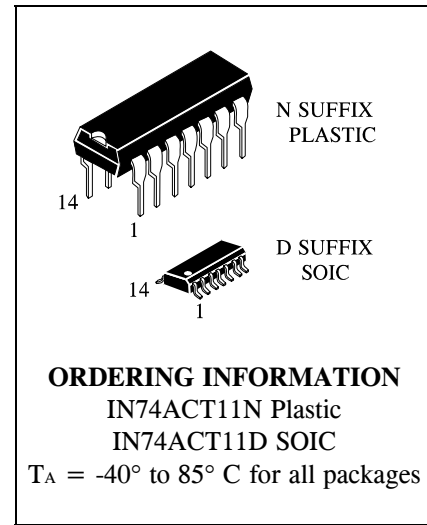 N SUFFIX
PLASTIC
14
1
D SUFFIX
SOIC
14
1
ORDERING INFORMATION
IN74ACT11N Plastic
IN74ACT11D SOIC
TA = -40° to 85° C for all packages